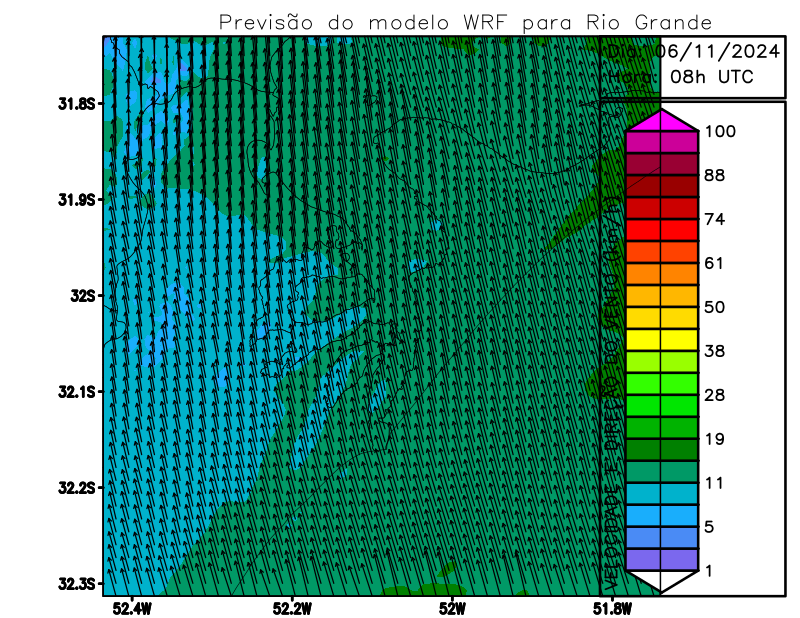 Previsão do modelo WRF para Rio Grande
Dia: 06/11/2024
Hora: 08h UTC
31.8S
31.9S
32S
32.1S
32.2S
32.3S
52.4W
52.2W
52W
51.8W
VELOCIDADE E DIREÇÃO DO VENTO (km/h)
100
88
74
61
50
38
28
19
11
5
1